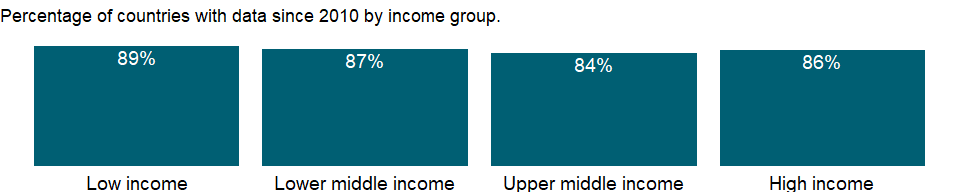 Percentage of countries with data since 2010 by income group.
89% 87% 84% 86%
Low income Lower middle income Upper middle income High income